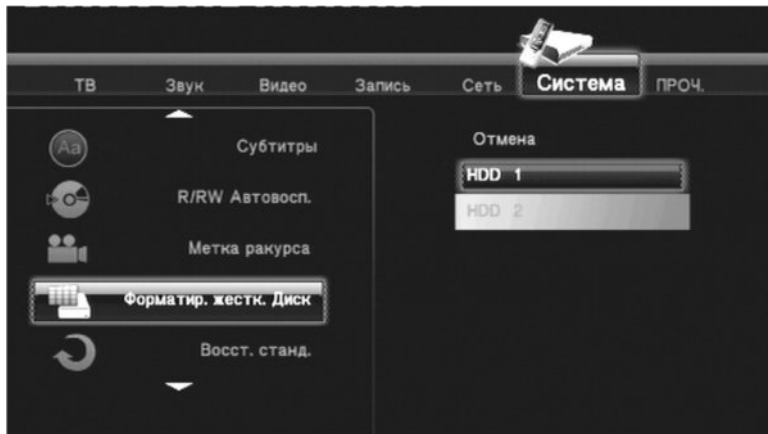 ТВ Звук Видео Запись Сеть Система ПРОЧ.
Aa Субтитры
R/RW Автовосп.
Метка ракурса
Форматир. жестк. Диск
Восст. станд.
Отмена
HDD 1
HDD 2